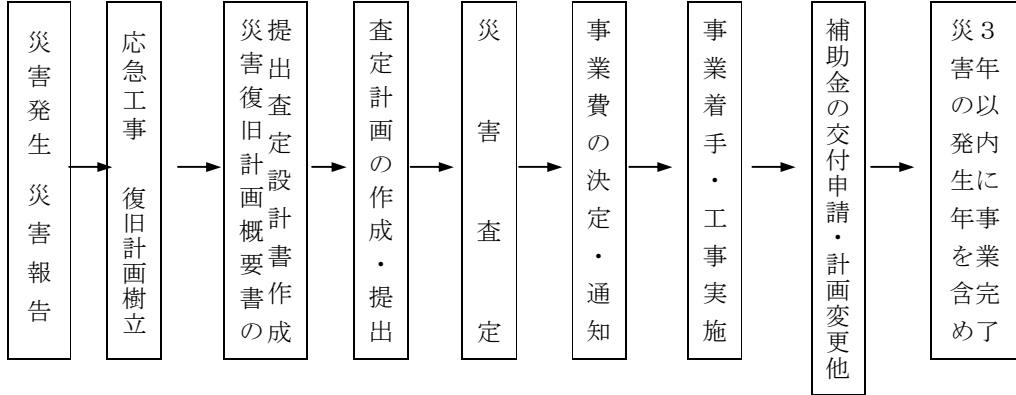 災害発生　災害報告
応急工事　復旧計画樹立
災害復旧計画概要書の
提出査定設計書作成
査定計画の作成・提出
災害査定
事業費の決定・通知
事業着手・工事実施
補助金の交付申請・計画変更他
災害の発生年を含め
３年以内に事業完了